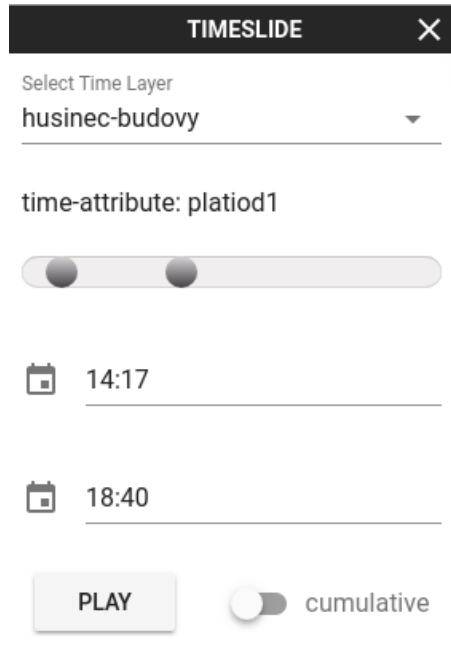 TIMESLIDE
Select Time Layer
husinec-budovy
time-attribute: platiod1
14:17
18:40
PLAY cumulative